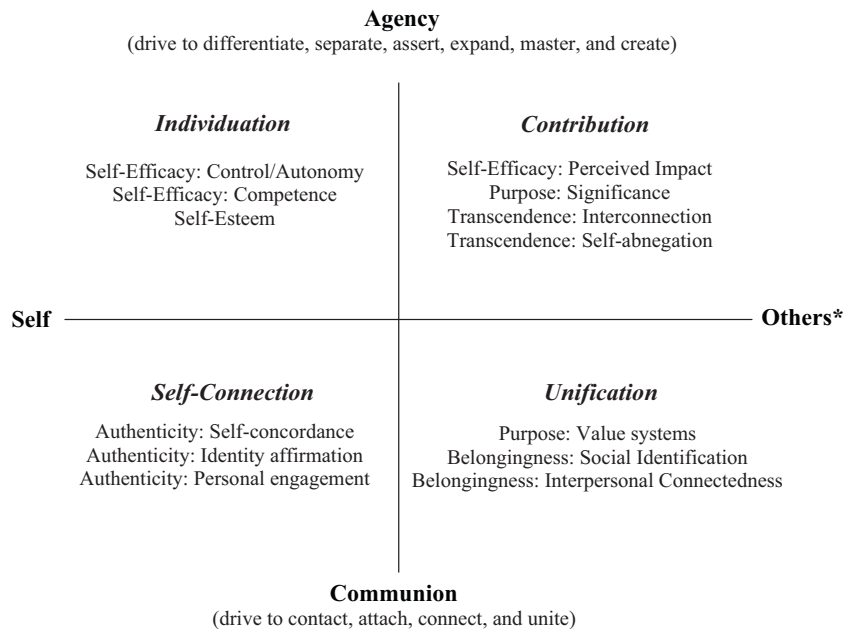 Agency
(drive to differentiate, separate, assert, expand, master, and create)
Individuation
Self-Efficacy: Control/Autonomy
Self-Efficacy: Competence
Self-Esteem
Contribution
Self-Efficacy: Perceived Impact
Purpose: Significance
Transcendence: Interconnection
Transcendence: Self-abnegation
Self
Others*
Self-Connection
Authenticity: Self-concordance
Authenticity: Identity affirmation
Authenticity: Personal engagement
Unification
Purpose: Value systems
Belongingness: Social Identification
Belongingness: Interpersonal Connectedness
Communion
(drive to contact, attach, connect, and unite)